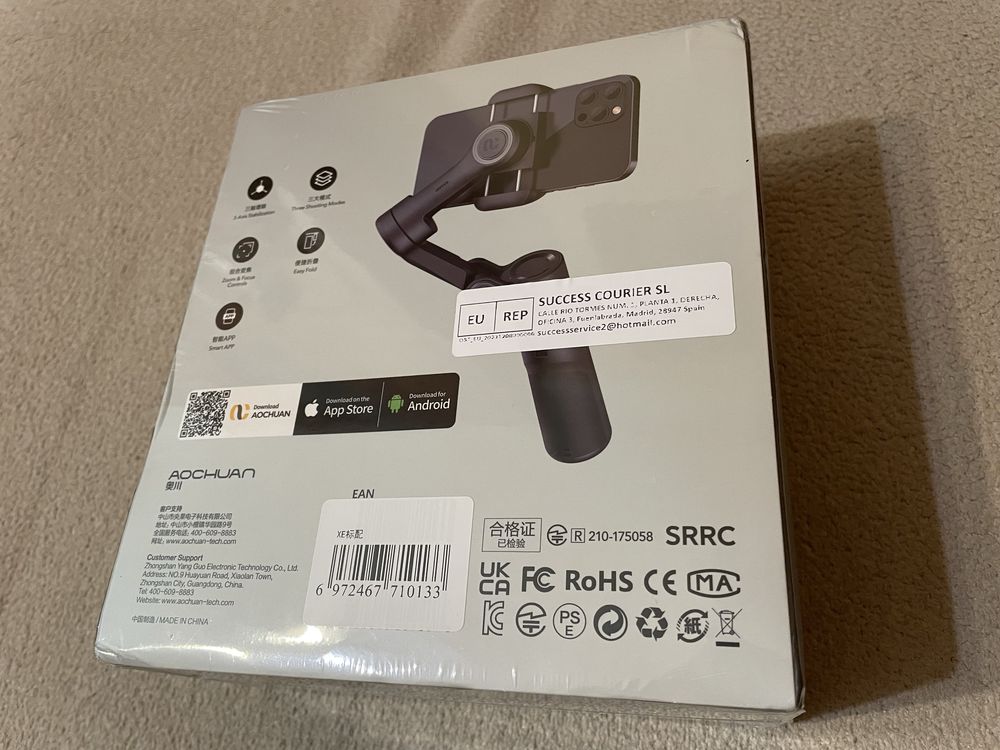 三轴增稳
3-Axis Stabilization
三大模式
Three Shooting Modes
组合变焦
Zoom & Focus
Controls
便捷折叠
Easy Fold
APP
智能APP
Smart APP
EU REP
SUCCESS COURIER SL
CALLE RIO TORMES NUM. PLANTA 1, DERECHA,
OFICINA 3, Fuenlabrada, Madrid, 28947 Spain
successservice2@hotmail.com
Download
AOCHUAN
Download on the
App Store
Download for
Android
AOCHUAN
奥川
客户支持
中山市央果电子科技有限公司
地址: 中山市小榄镇华园路9号
全国服务电话: 400-609-8883
网址: www.aochuan-tech.com
Customer Support
Zhongshan Yang Guo Electronic Technology Co., Ltd.
Address: NO.9 Huayuan Road, Xiaolan Town,
Zhongshan City, Guangdong, China.
Tel: 400-609-8883
Website: www.aochuan-tech.com
中国制造 / MADE IN CHINA
EAN
XE标配
6 972467 710133
合格证
已检验
R 210-175058 SRRC
UK
CA
FC RoHS CE MA
PS
E
紙